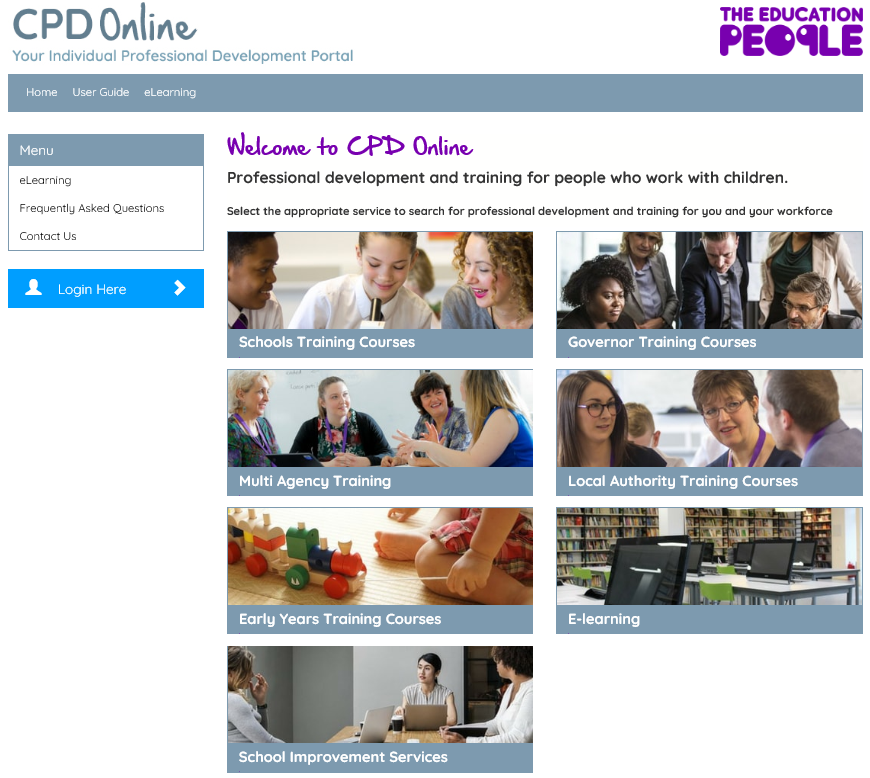 CPD Online
Your Individual Professional Development Portal
THE EDUCATION
PEOPLE
Home User Guide eLearning
Menu
eLearning
Frequently Asked Questions
Contact Us
Login Here
Welcome to CPD Online
Professional development and training for people who work with children.
Select the appropriate service to search for professional development and training for you and your workforce
Schools Training Courses
Governor Training Courses
Multi Agency Training
Local Authority Training Courses
Early Years Training Courses
E-learning
School Improvement Services